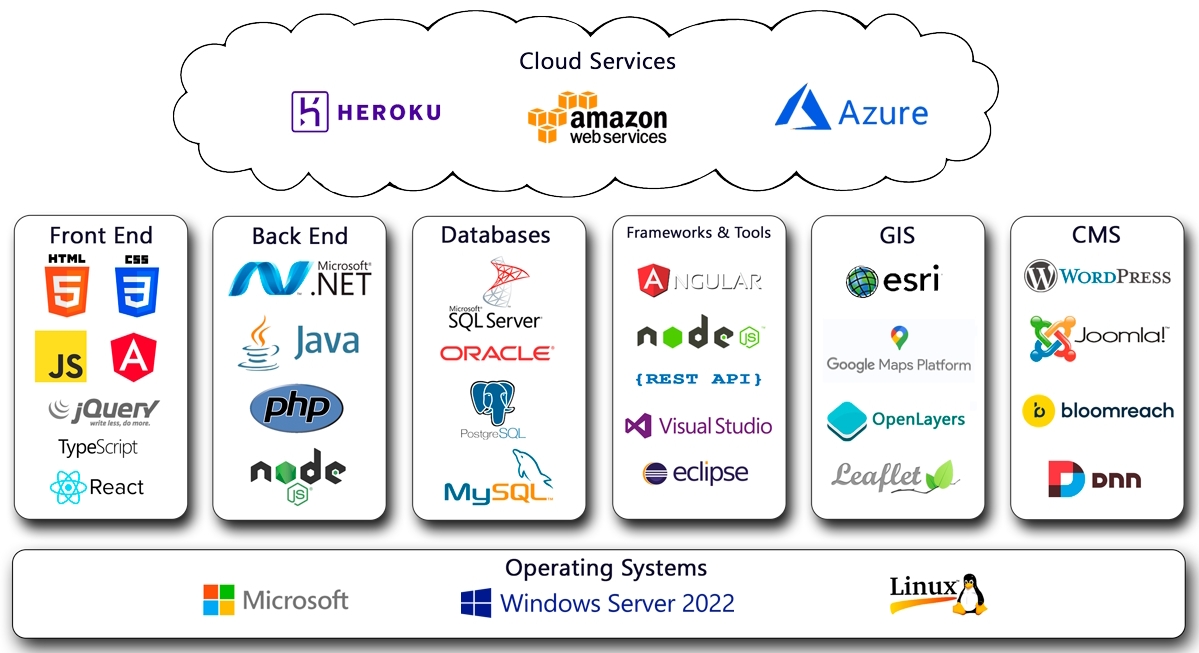 Cloud Services
HEROKU
amazon
web services
Azure
Front End
HTML
CSS
5
3
JS
A
jQuery
write less, do more.
TypeScript
React
Back End
Microsoft®
.NET
Java
php
node
JS
Databases
Microsoft®
SQL Server®
ORACLE®
PostgreSQL
MySQL™
Frameworks & Tools
ANGULAR
node JS™
{REST API}
Visual Studio
eclipse
GIS
esri
Google Maps Platform
OpenLayers
Leaflet
CMS
WORDPRESS
Joomla!™
b bloomreach
DNN
Operating Systems
Microsoft
Windows Server 2022
Linux